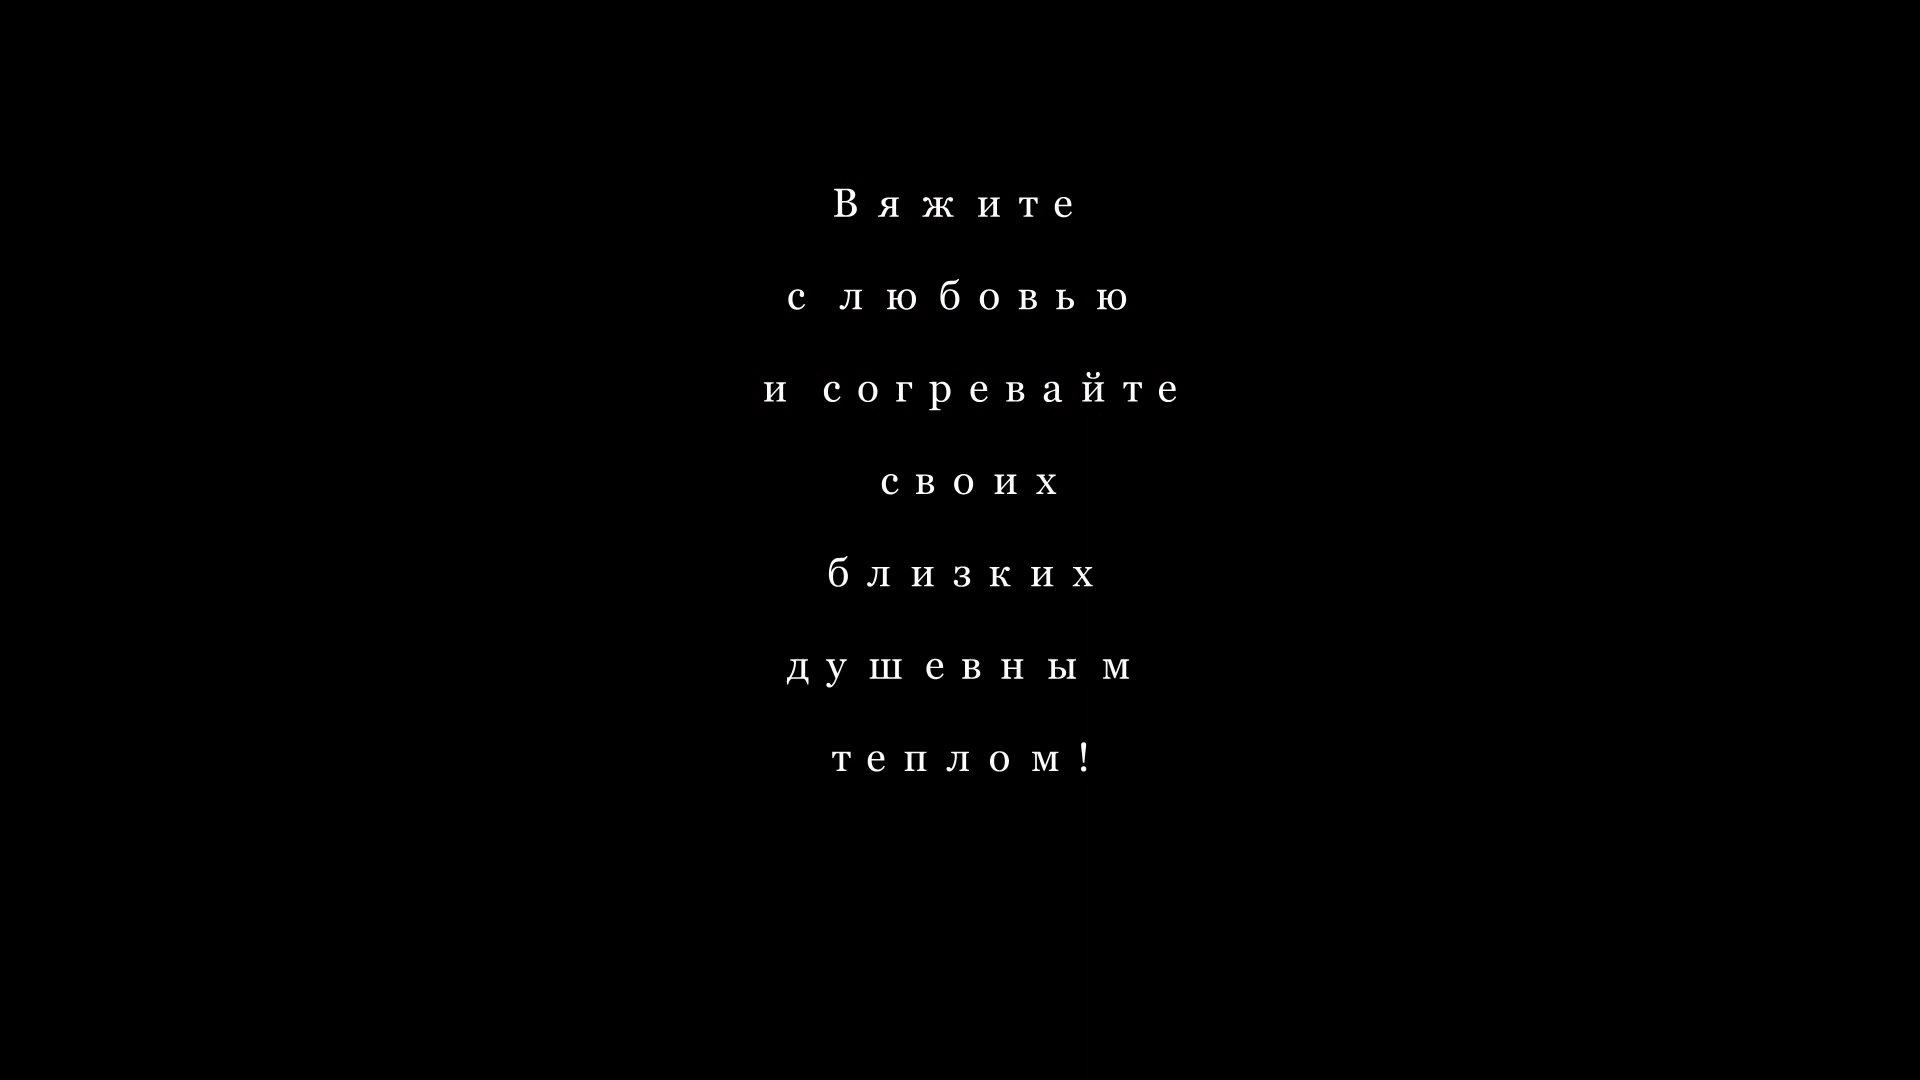 Вяжите
с любовью
и согревайте
своих
близких
душевным
теплом!